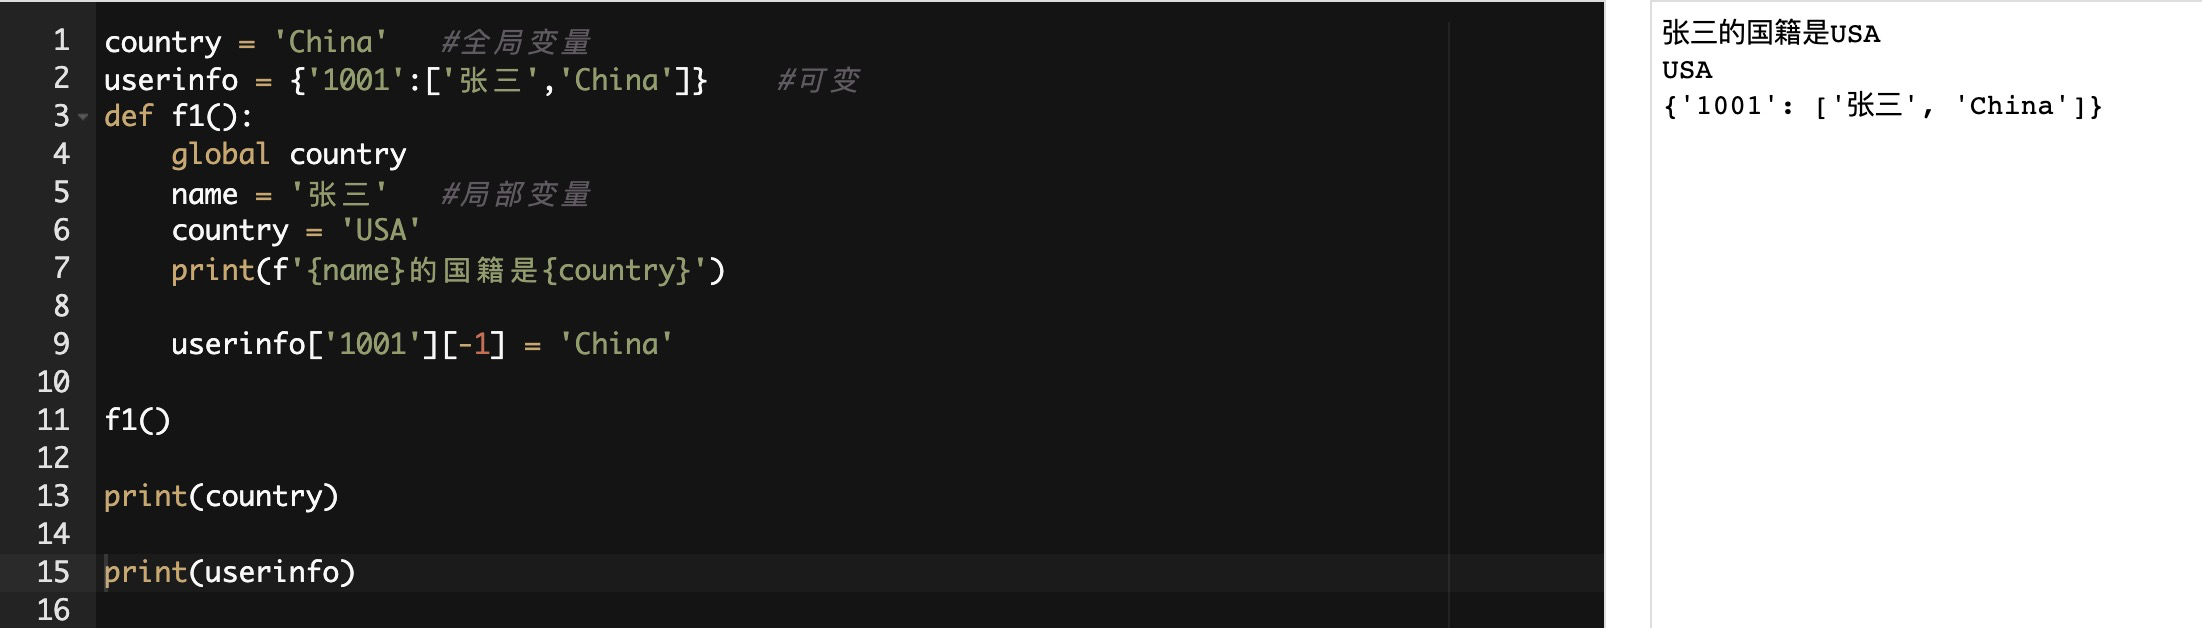 1 country = 'China' #全局变量
2 userinfo = {'1001':['张三','China']} #可变
3 def f1():
4 global country
5 name = '张三' #局部变量
6 country = 'USA'
7 print(f'{name}的国籍是{country}')
8
9 userinfo['1001'][-1] = 'China'
10
11 f1()
12
13 print(country)
14
15 print(userinfo)
16
张三的国籍是USA
USA
{'1001': ['张三', 'China']}